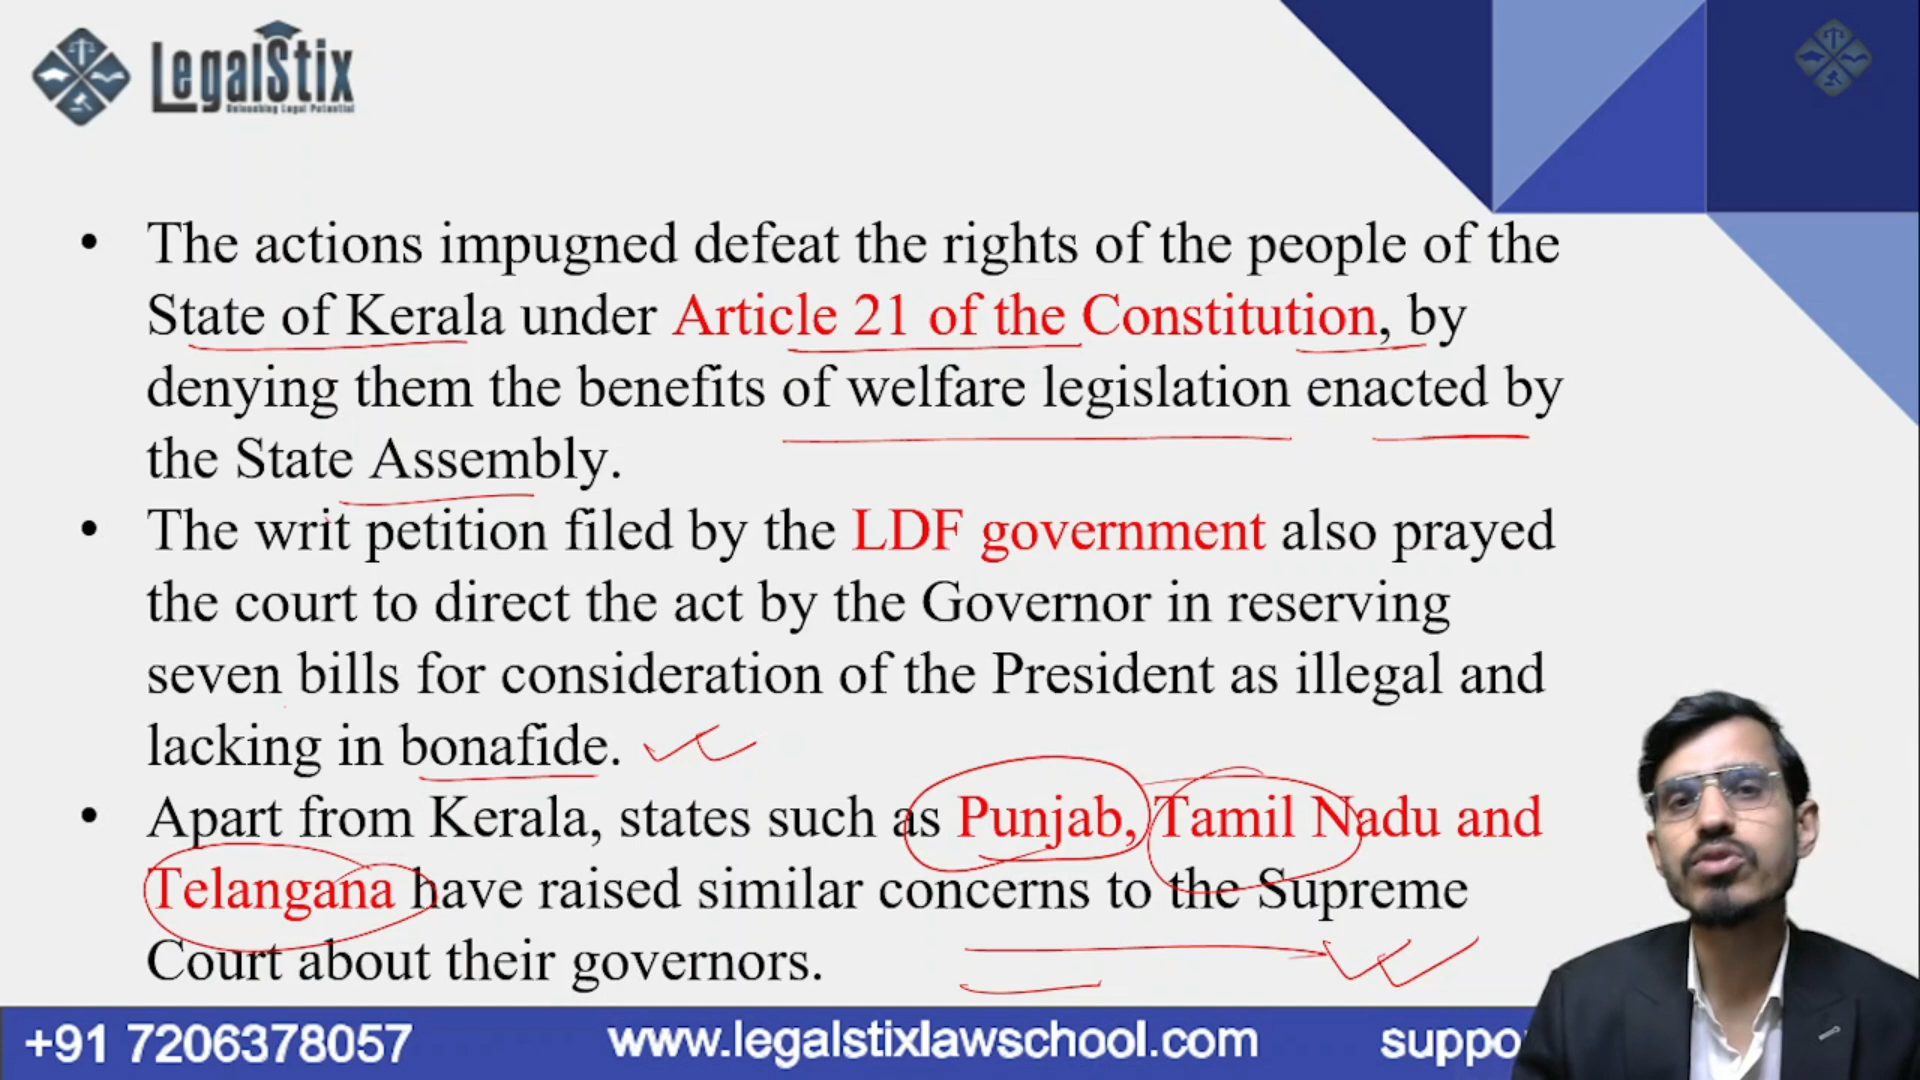 LegalStix
Unleashing Legal Potential
• The actions impugned defeat the rights of the people of the
State of Kerala under Article 21 of the Constitution, by
denying them the benefits of welfare legislation enacted by
the State Assembly.
• The writ petition filed by the LDF government also prayed
the court to direct the act by the Governor in reserving
seven bills for consideration of the President as illegal and
lacking in bonafide.
• Apart from Kerala, states such as Punjab, Tamil Nadu and
Telangana have raised similar concerns to the Supreme
Court about their governors.
+91 7206378057 www.legalstixlawschool.com suppo